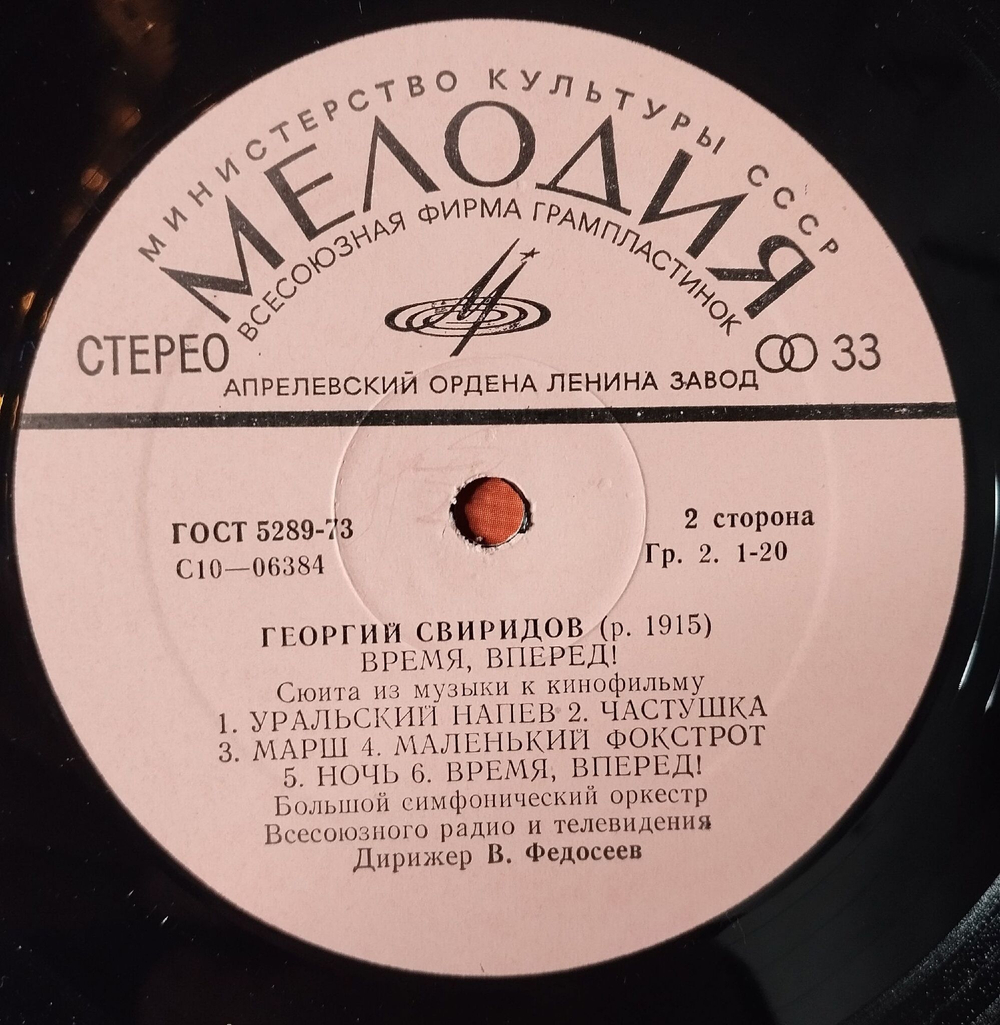 МИНИСТЕРСТВО КУЛЬТУРЫ СССР
МЕЛОДИЯ
ВСЕСОЮЗНАЯ ФИРМА ГРАМПЛАСТИНОК
СТЕРЕО
33
АПРЕЛЕВСКИЙ ОРДЕНА ЛЕНИНА ЗАВОД
ГОСТ 5289-73
С10—06384
2 сторона
Гр. 2. 1-20
ГЕОРГИЙ СВИРИДОВ (р. 1915)
ВРЕМЯ, ВПЕРЕД!
Сюита из музыки к кинофильму
1. УРАЛЬСКИЙ НАПЕВ 2. ЧАСТУШКА
3. МАРШ 4. МАЛЕНЬКИЙ ФОКСТРОТ
5. НОЧЬ 6. ВРЕМЯ, ВПЕРЕД!
Большой симфонический оркестр
Всесоюзного радио и телевидения
Дирижер В. Федосеев